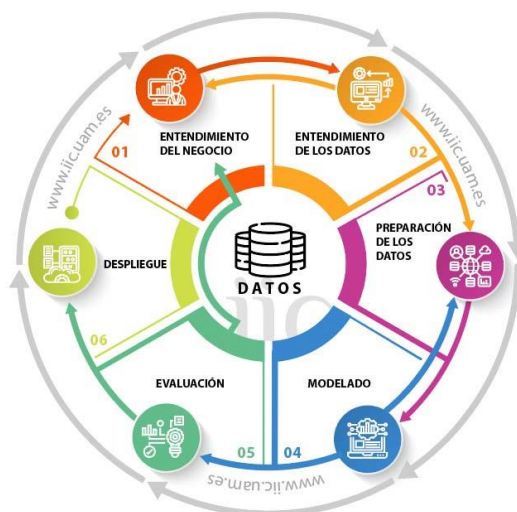 www.iic.uam.es
www.iic.uam.es
www.iic.uam.es
01
ENTENDIMIENTO
DEL NEGOCIO
02
ENTENDIMIENTO
DE LOS DATOS
03
PREPARACIÓN
DE LOS
DATOS
04
MODELADO
05
EVALUACIÓN
06
DESPLIEGUE
DATOS
iic